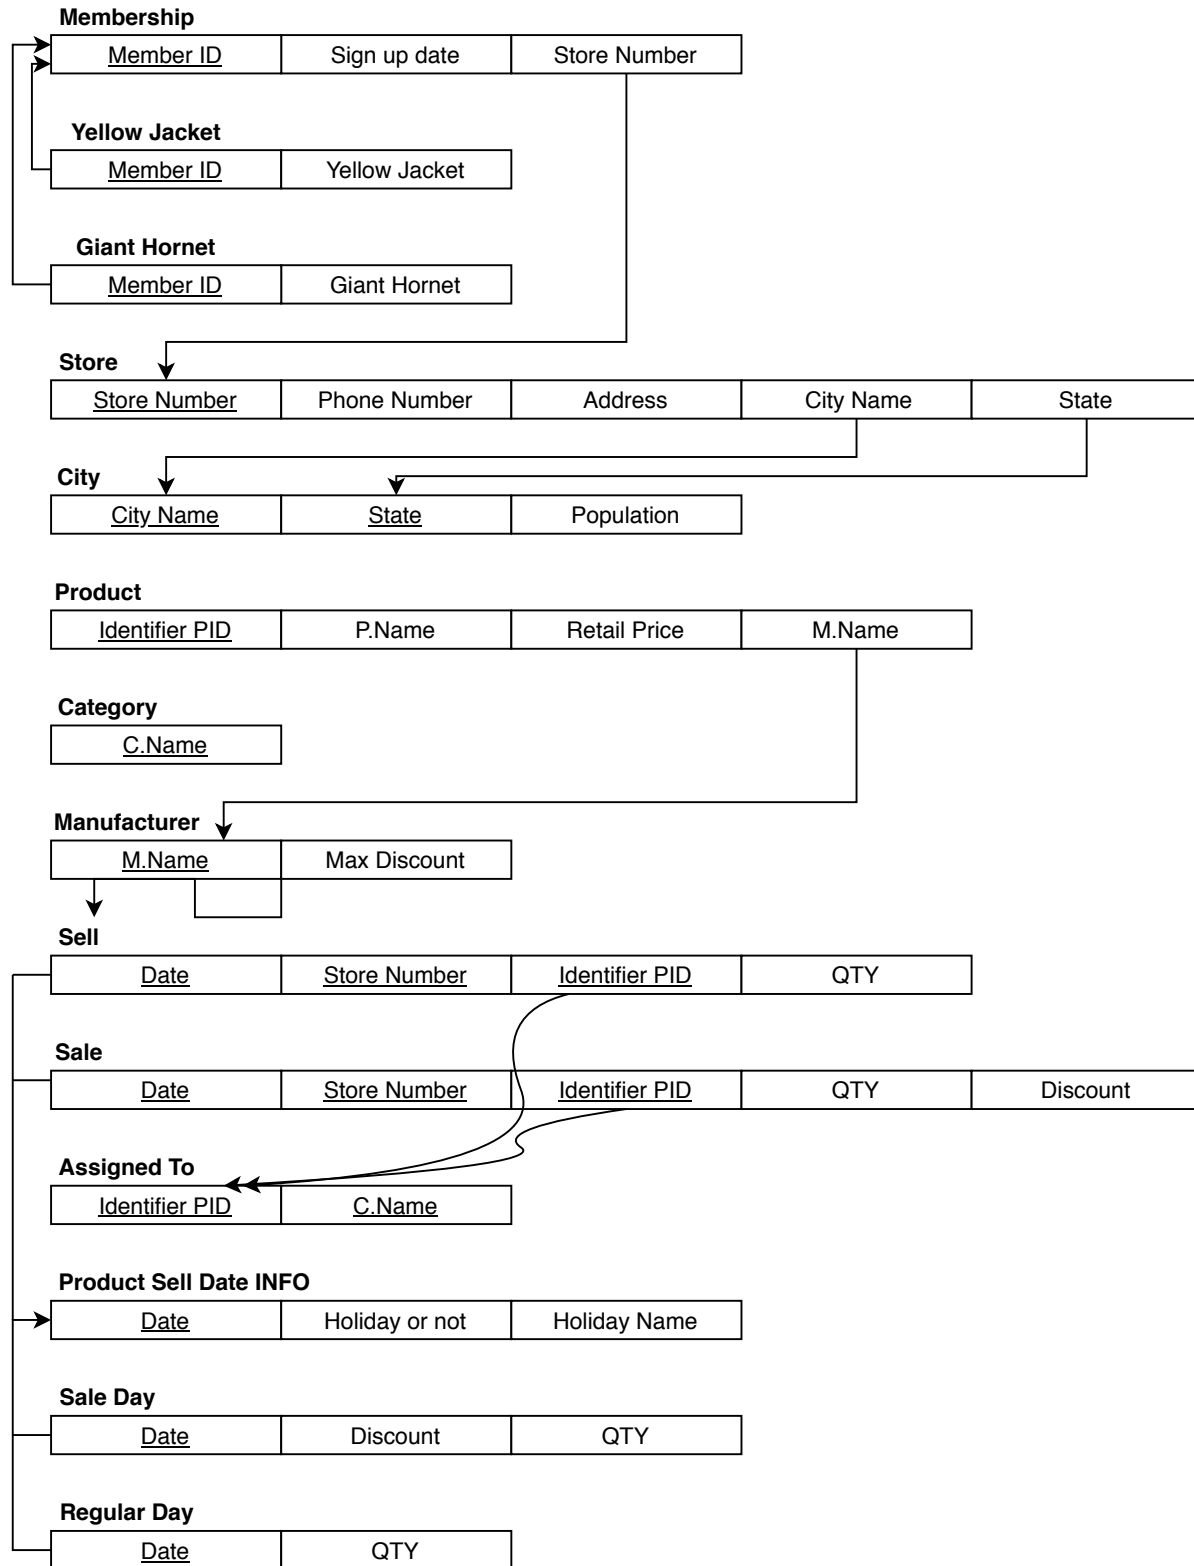 Membership
Member ID Sign up date Store Number
Yellow Jacket
Member ID Yellow Jacket
Giant Hornet
Member ID Giant Hornet
Store
Store Number Phone Number Address City Name State
City
City Name State Population
Product
Identifier PID P.Name Retail Price M.Name
Category
C.Name
Manufacturer
M.Name Max Discount
Sell
Date Store Number Identifier PID QTY
Sale
Date Store Number Identifier PID QTY Discount
Assigned To
Identifier PID C.Name
Product Sell Date INFO
Date Holiday or not Holiday Name
Sale Day
Date Discount QTY
Regular Day
Date QTY